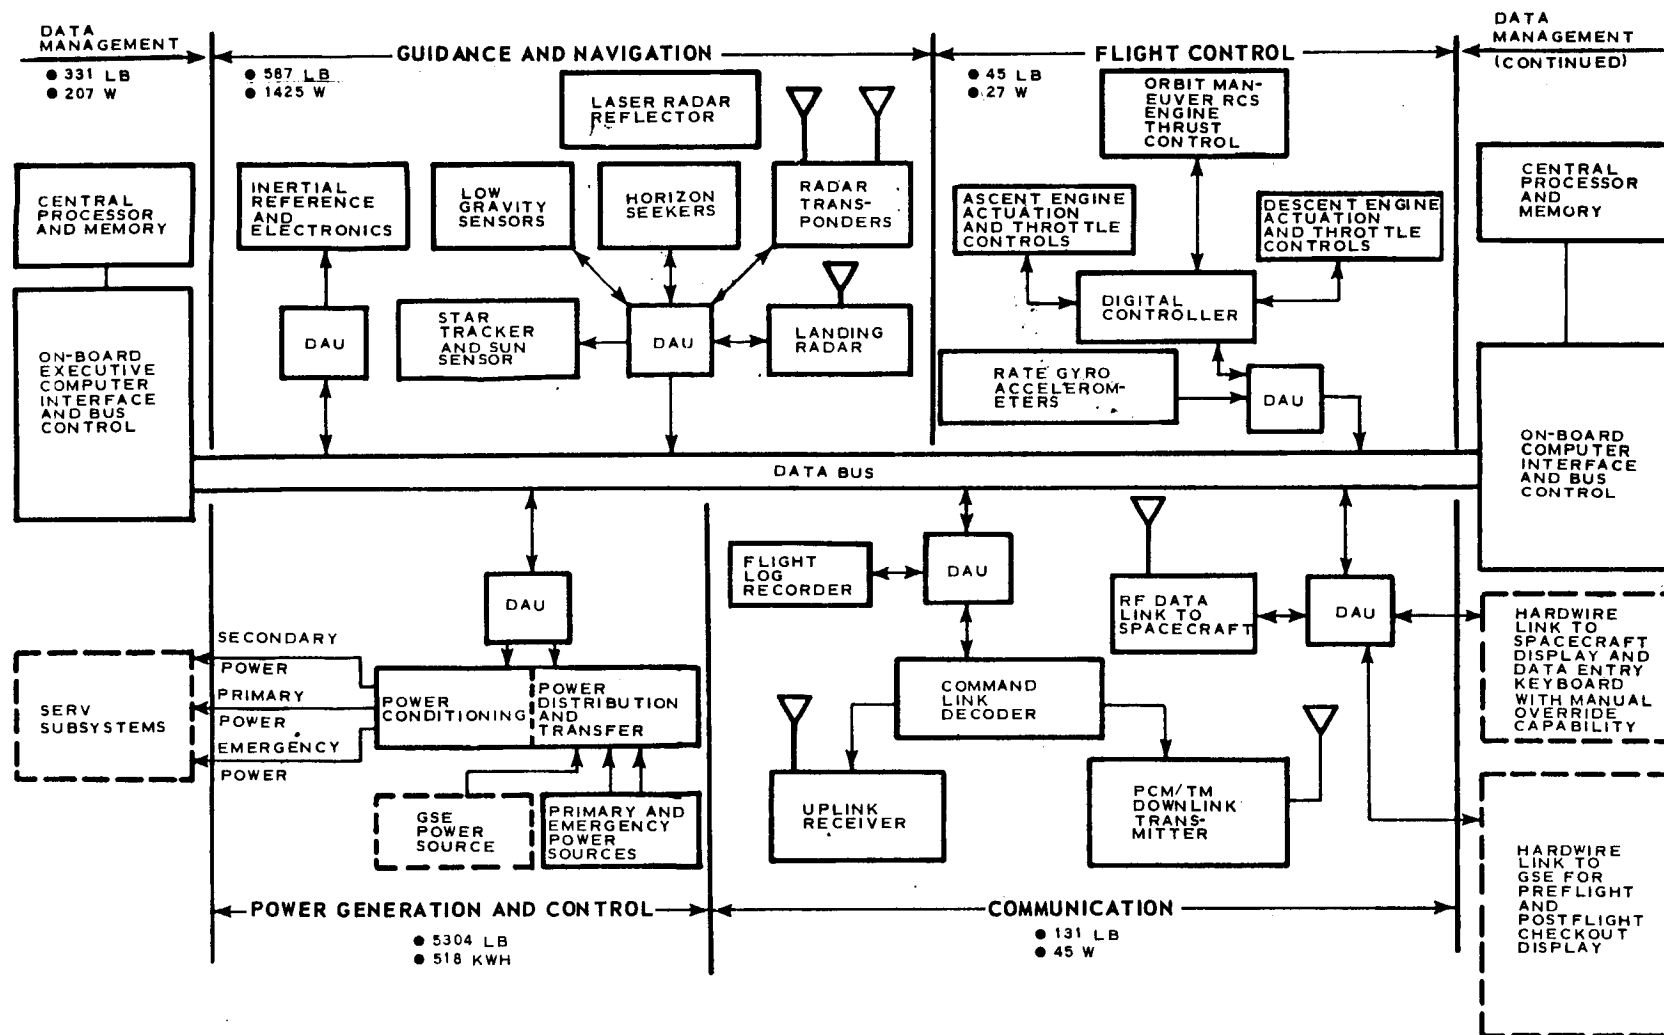 DATA
MANAGEMENT
● 331 LB
● 207 W
GUIDANCE AND NAVIGATION
● 587 LB
● 1425 W
FLIGHT CONTROL
● 45 LB
● 27 W
DATA
MANAGEMENT
(CONTINUED)
CENTRAL
PROCESSOR
AND MEMORY
ON-BOARD
EXECUTIVE
COMPUTER
INTERFACE
AND BUS
CONTROL
LASER RADAR
REFLECTOR
INERTIAL
REFERENCE
AND
ELECTRONICS
LOW
GRAVITY
SENSORS
HORIZON
SEEKERS
RADAR
TRANS-
PONDERS
DAU
STAR
TRACKER
AND SUN
SENSOR
DAU
LANDING
RADAR
ORBIT MAN-
EUVER RCS
ENGINE
THRUST
CONTROL
ASCENT ENGINE
ACTUATION
AND THROTTLE
CONTROLS
DESCENT ENGINE
ACTUATION
AND THROTTLE
CONTROLS
DIGITAL
CONTROLLER
RATE GYRO
ACCELEROM-
ETERS
DAU
CENTRAL
PROCESSOR
AND
MEMORY
ON-BOARD
COMPUTER
INTERFACE
AND BUS
CONTROL
DATA BUS
DAU
SECONDARY
POWER
PRIMARY
POWER
EMERGENCY
POWER
SERV
SUBSYSTEMS
POWER
CONDITIONING
POWER
DISTRIBUTION
AND
TRANSFER
GSE
POWER
SOURCE
PRIMARY AND
EMERGENCY
POWER
SOURCES
FLIGHT
LOG
RECORDER
DAU
RF DATA
LINK TO
SPACECRAFT
DAU
COMMAND
LINK
DECODER
UPLINK
RECEIVER
PCM/TM
DOWNLINK
TRANS-
MITTER
HARDWIRE
LINK TO
SPACECRAFT
DISPLAY AND
DATA ENTRY
KEYBOARD
WITH MANUAL
OVERRIDE
CAPABILITY
HARDWIRE
LINK TO
GSE FOR
PREFLIGHT
AND
POSTFLIGHT
CHECKOUT
DISPLAY
POWER GENERATION AND CONTROL
● 5304 LB
● 518 KWH
COMMUNICATION
● 131 LB
● 45 W